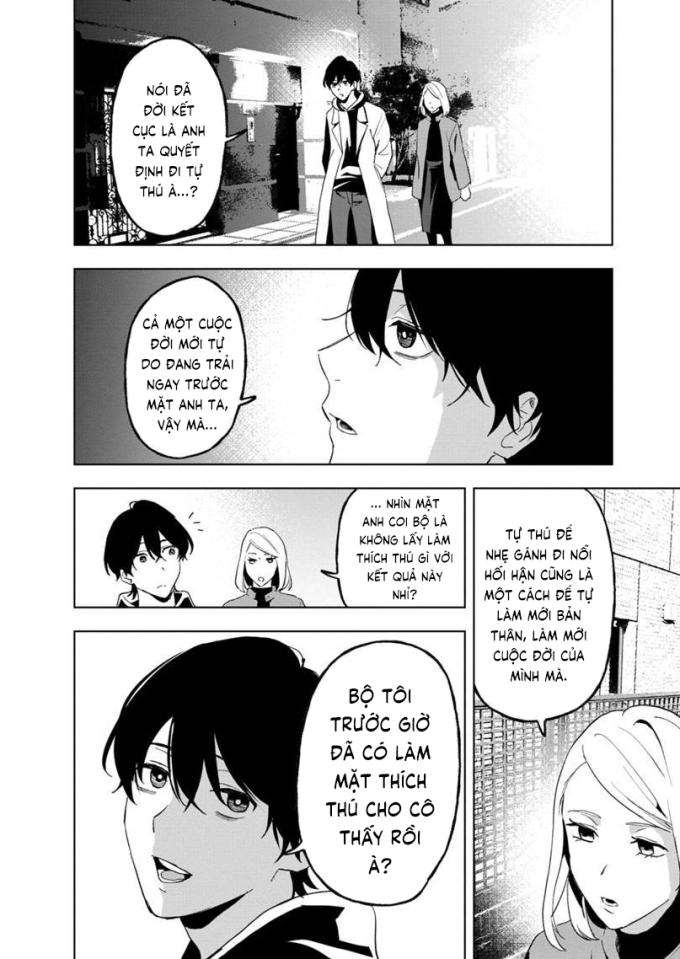 NÓI ĐÃ
ĐỜI KẾT
CỤC LÀ ANH
TA QUYẾT
ĐỊNH ĐI TỰ
THÚ À...?
CẢ MỘT CUỘC
ĐỜI MỚI TỰ
DO ĐANG TRẢI
NGAY TRƯỚC
MẶT ANH TA,
VẬY MÀ...
TỰ THÚ ĐỂ
NHẸ GÁNH ĐI NỖI
HỐI HẬN CŨNG LÀ
MỘT CÁCH ĐỂ TỰ
LÀM MỚI BẢN
THÂN, LÀM MỚI
CUỘC ĐỜI CỦA
MÌNH MÀ.
... NHÌN MẶT
ANH COI BỘ LÀ
KHÔNG LẤY LÀM
THÍCH THÚ GÌ VỚI
KẾT QUẢ NÀY
NHỈ?
BỘ TÔI
TRƯỚC GIỜ
ĐÃ CÓ LÀM
MẶT THÍCH
THÚ CHO CÔ
THẤY RỒI
À?